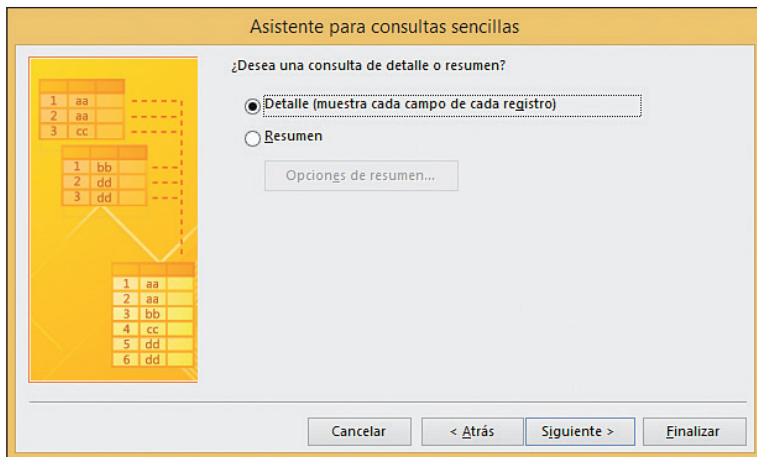 Asistente para consultas sencillas
¿Desea una consulta de detalle o resumen?
Detalle (muestra cada campo de cada registro)
Resumen
Opciones de resumen...
1 aa
2 aa
3 cc
1 bb
2 dd
3 dd
1 aa
2 aa
3 bb
4 cc
5 dd
6 dd
Cancelar
< Atrás
Siguiente >
Finalizar